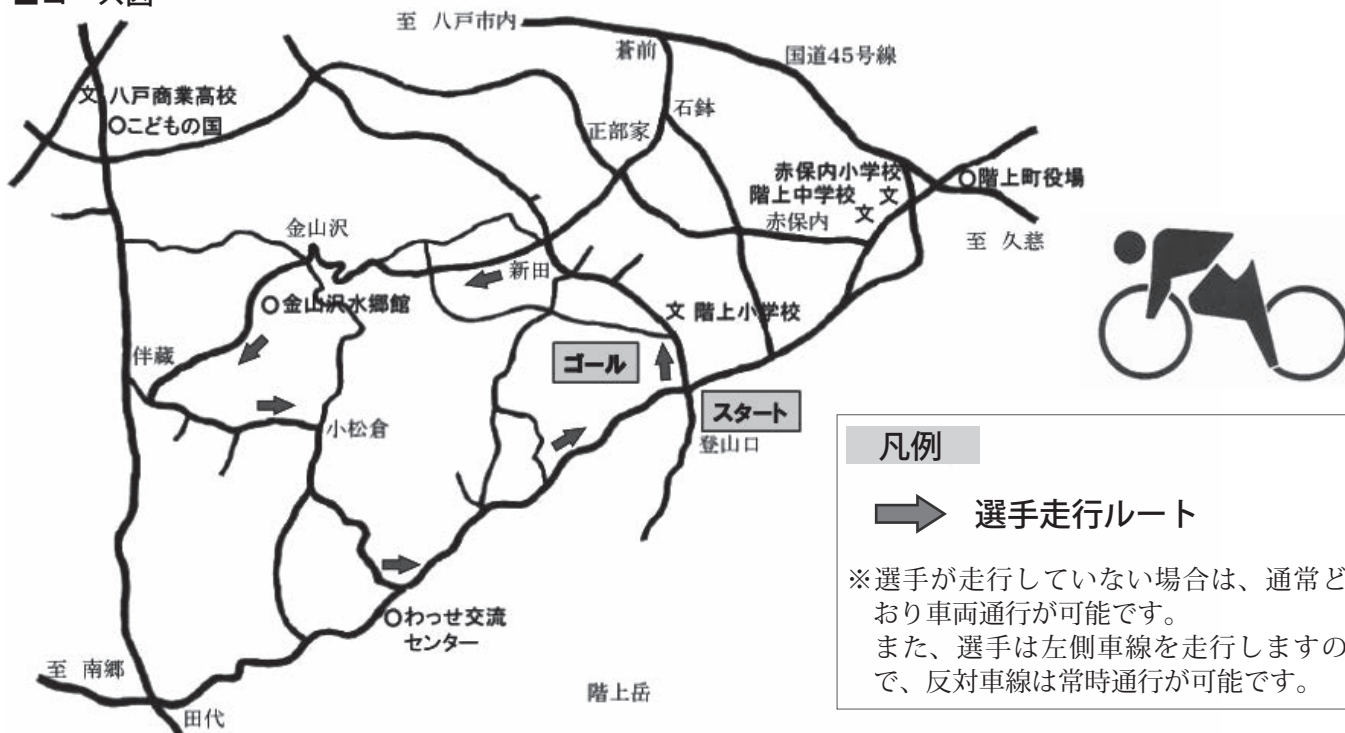 至 八戸市内
蒼前
国道45号線
石鉢
文 八戸商業高校
こどもの国
正部家
赤保内小学校
文
階上町役場
階上中学校
文
赤保内
至 久慈
金山沢
新田
金山沢水郷館
文 階上小学校
伴蔵
ゴール
スタート
小松倉
登山口
凡例
選手走行ルート
※選手が走行していない場合は、通常ど
おり車両通行が可能です。
また、選手は左側車線を走行しますの
で、反対車線は常時通行が可能です。
わっせ交流
センター
至 南郷
階上岳
田代